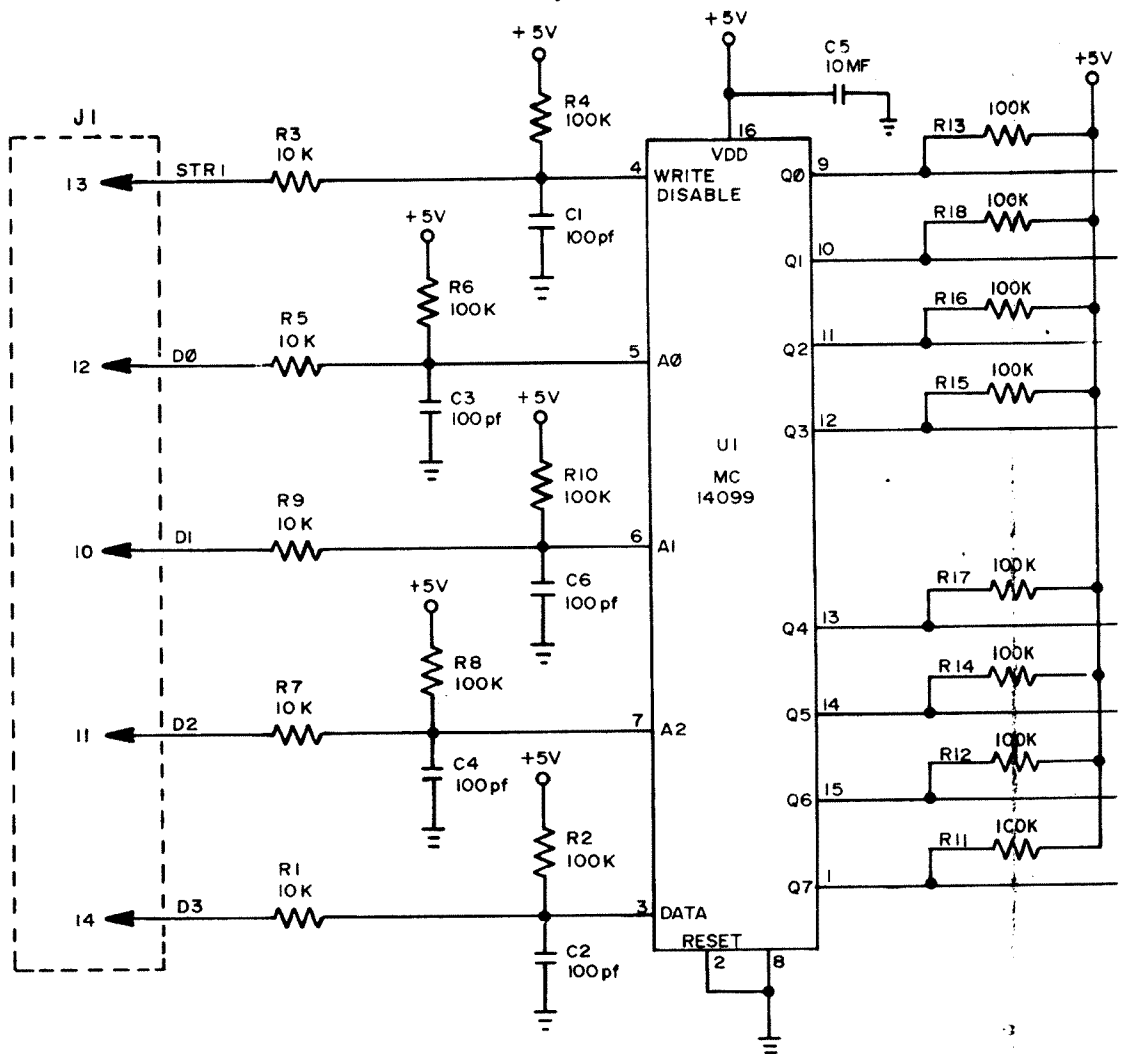 +5V
+5V
C5
10MF
+5V
J1
R3
10K
R4
100K
16
VDD
R13
100K
13
STR1
4
WRITE
DISABLE
Q0
9
C1
100pf
+5V
R18
100K
Q1
10
R6
100K
R5
10K
R16
100K
12
D0
5
A0
Q2
11
C3
100pf
+5V
R15
100K
Q3
12
U1
MC
14099
R10
100K
R9
10K
10
D1
6
A1
C6
100pf
R17
100K
+5V
Q4
13
R8
100K
R7
10K
R14
100K
11
D2
7
A2
Q5
14
C4
100pf
+5V
R12
100K
Q6
15
R2
100K
R11
100K
R1
10K
Q7
1
14
D3
3
DATA
RESET
C2
100pf
2
8